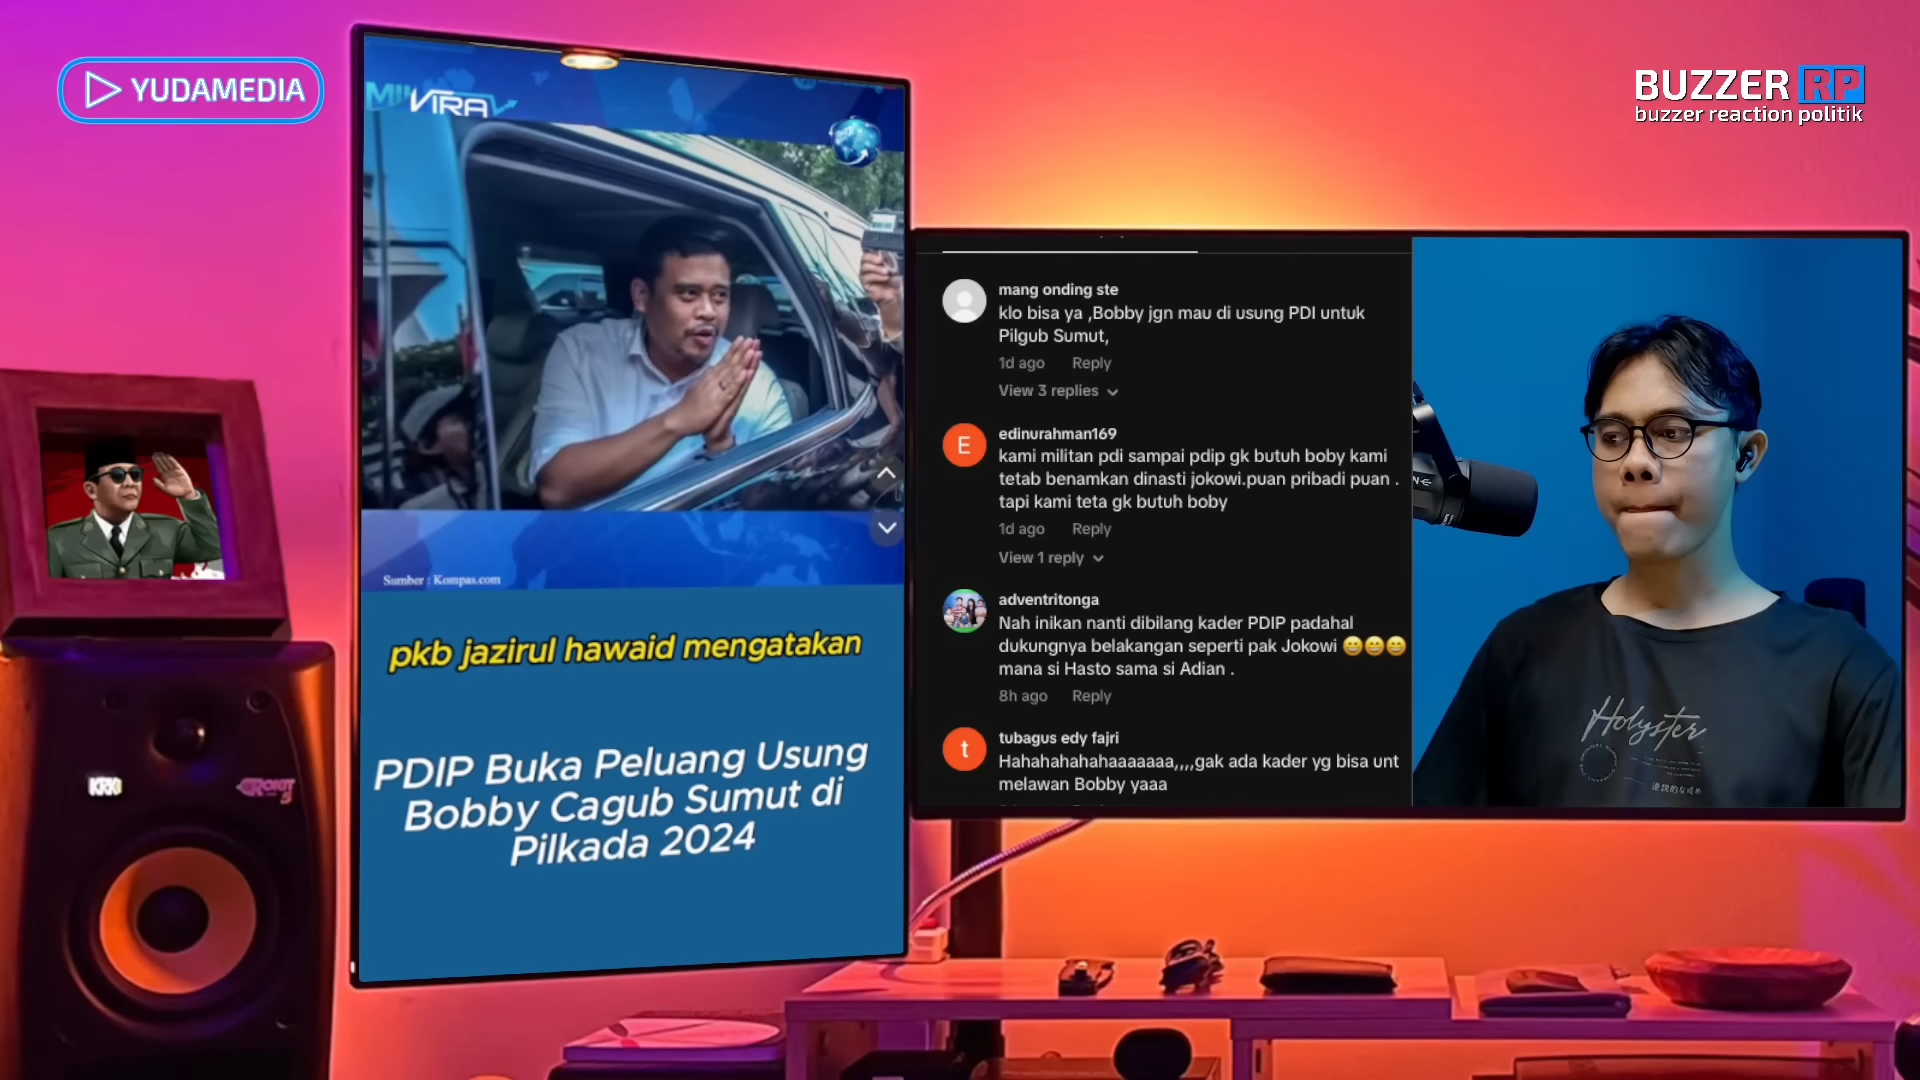 YUDAMEDIA
BUZZER RP
buzzer reaction politik
VIRAL
Sumber : Kompas.com
pkb jazirul hawaid mengatakan
PDIP Buka Peluang Usung
Bobby Cagub Sumut di
Pilkada 2024
mang onding ste
klo bisa ya ,Bobby jgn mau di usung PDI untuk
Pilgub Sumut,
1d ago Reply
View 3 replies
E
edinurahman169
kami militan pdi sampai pdip gk butuh boby kami
tetab benamkan dinasti jokowi.puan pribadi puan .
tapi kami teta gk butuh boby
1d ago Reply
View 1 reply
adventritonga
Nah inikan nanti dibilang kader PDIP padahal
dukungnya belakangan seperti pak Jokowi 😄😄😄
mana si Hasto sama si Adian .
8h ago Reply
t
tubagus edy fajri
Hahahahahahaaaaaaa,,,,gak ada kader yg bisa unt
melawan Bobby yaaa
Holyster
KRK
ROKIT 5